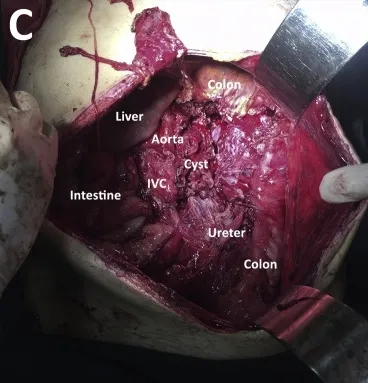 C
Colon
Liver
Aorta
Cyst
IVC
Intestine
Ureter
Colon